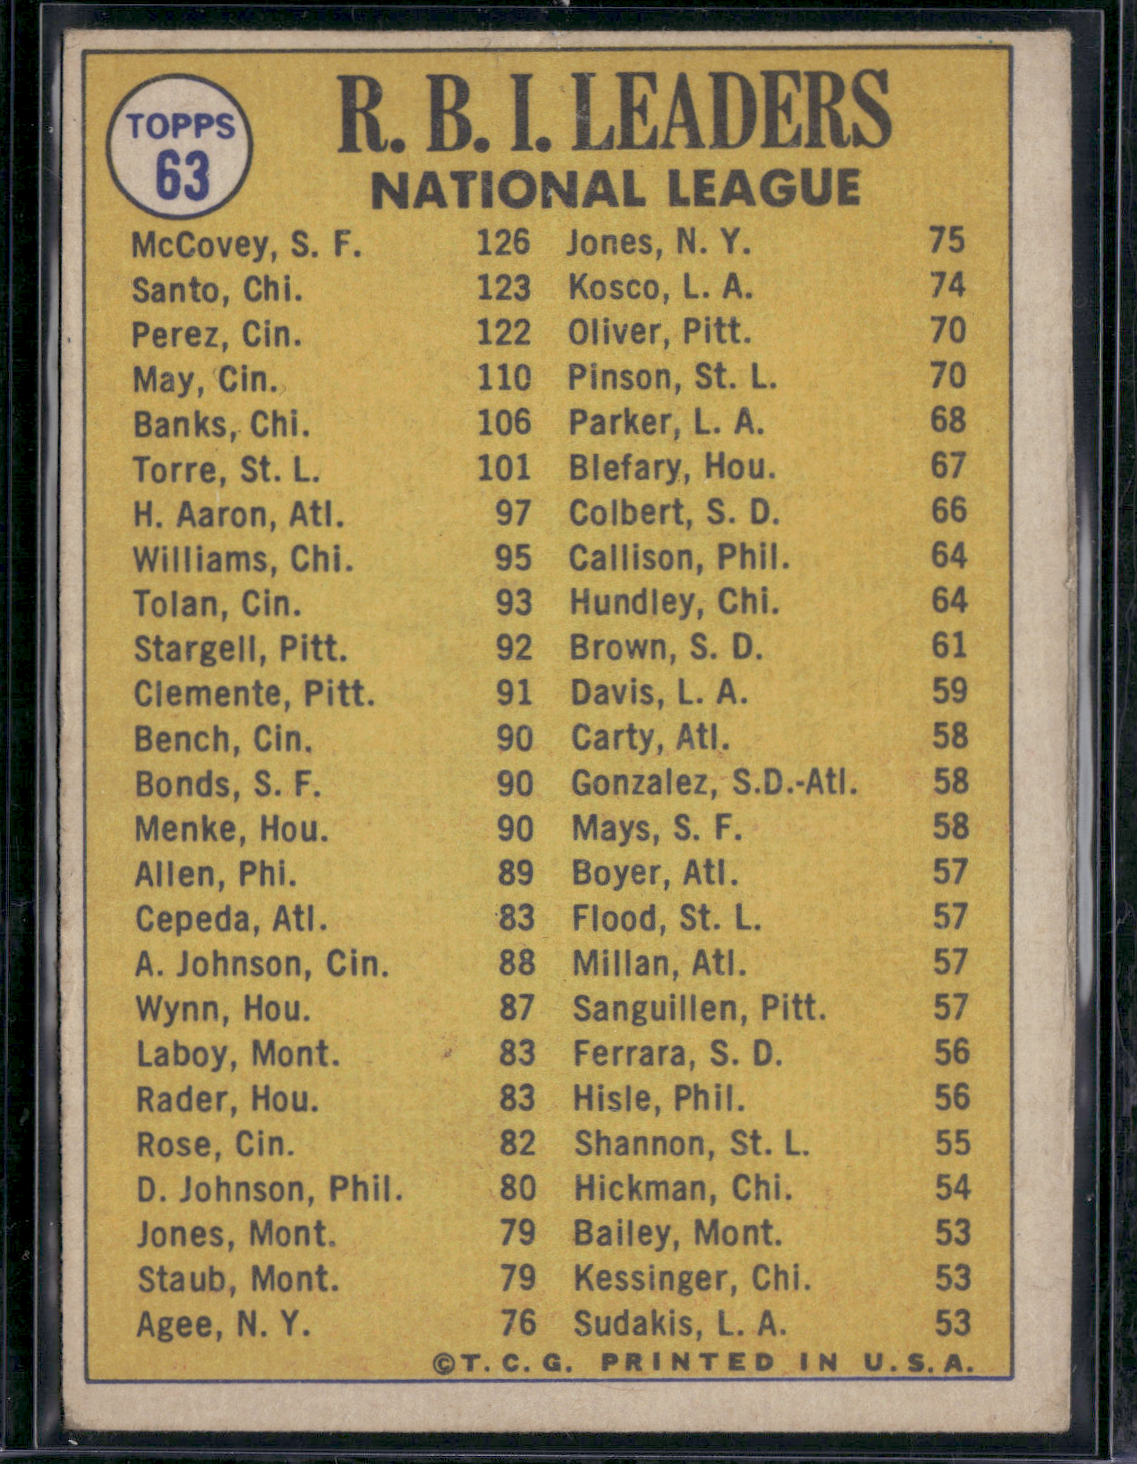 TOPPS
63
R. B. I. LEADERS
NATIONAL LEAGUE
McCovey, S. F. 126
Santo, Chi. 123
Perez, Cin. 122
May, Cin. 110
Banks, Chi. 106
Torre, St. L. 101
H. Aaron, Atl. 97
Williams, Chi. 95
Tolan, Cin. 93
Stargell, Pitt. 92
Clemente, Pitt. 91
Bench, Cin. 90
Bonds, S. F. 90
Menke, Hou. 90
Allen, Phi. 89
Cepeda, Atl. 83
A. Johnson, Cin. 88
Wynn, Hou. 87
Laboy, Mont. 83
Rader, Hou. 83
Rose, Cin. 82
D. Johnson, Phil. 80
Jones, Mont. 79
Staub, Mont. 79
Agee, N. Y. 76
Jones, N. Y. 75
Kosco, L. A. 74
Oliver, Pitt. 70
Pinson, St. L. 70
Parker, L. A. 68
Blefary, Hou. 67
Colbert, S. D. 66
Callison, Phil. 64
Hundley, Chi. 64
Brown, S. D. 61
Davis, L. A. 59
Carty, Atl. 58
Gonzalez, S.D.-Atl. 58
Mays, S. F. 58
Boyer, Atl. 57
Flood, St. L. 57
Millan, Atl. 57
Sanguillen, Pitt. 57
Ferrara, S. D. 56
Hisle, Phil. 56
Shannon, St. L. 55
Hickman, Chi. 54
Bailey, Mont. 53
Kessinger, Chi. 53
Sudakis, L. A. 53
©T. C. G. PRINTED IN U. S. A.